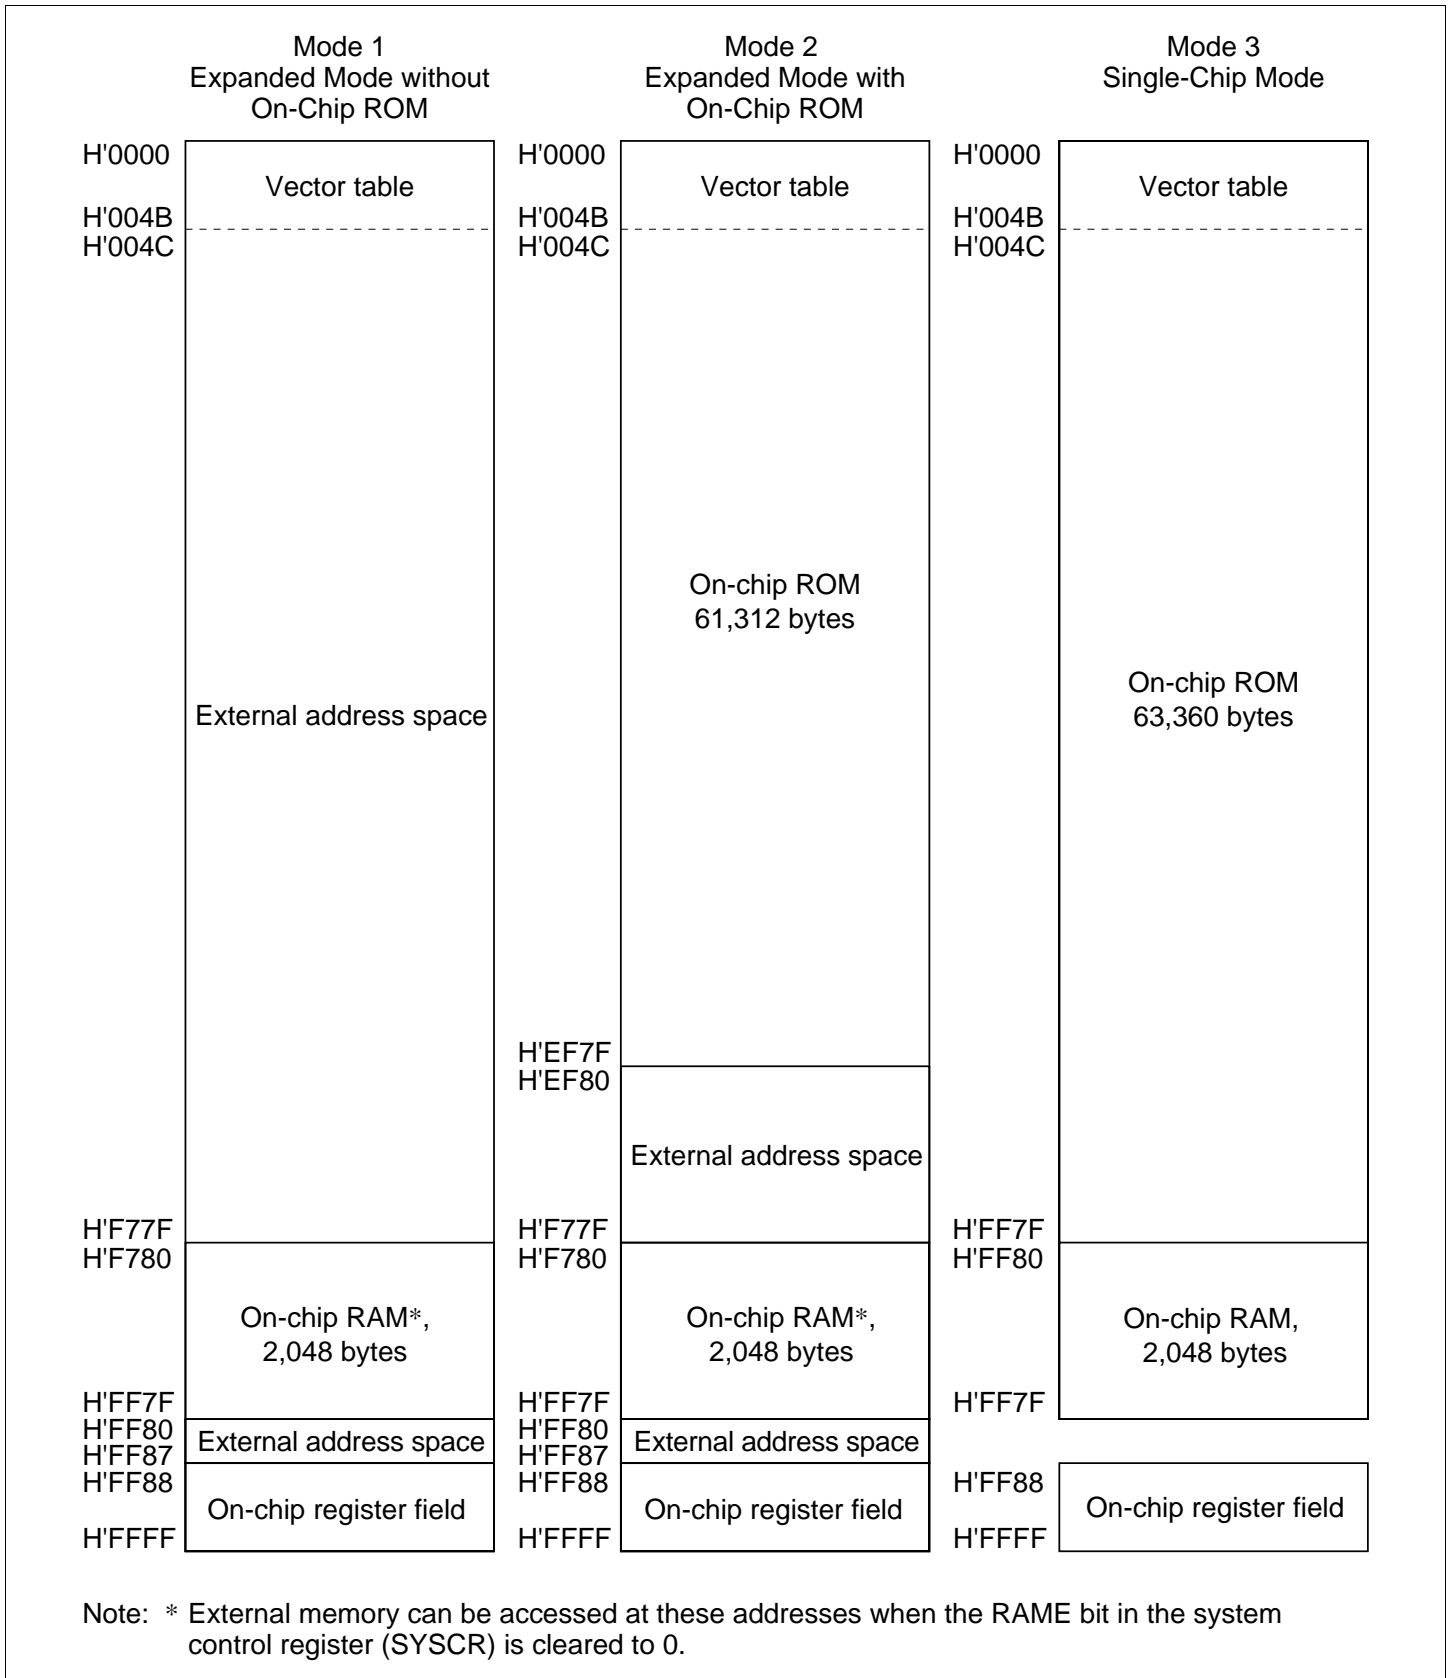 Mode 1
Expanded Mode without
On-Chip ROM
H'0000
Vector table
H'004B
H'004C
External address space
H'F77F
H'F780
On-chip RAM*,
2,048 bytes
H'FF7F
H'FF80
External address space
H'FF87
H'FF88
On-chip register field
H'FFFF
Mode 2
Expanded Mode with
On-Chip ROM
H'0000
Vector table
H'004B
H'004C
On-chip ROM
61,312 bytes
H'EF7F
H'EF80
External address space
H'F77F
H'F780
On-chip RAM*,
2,048 bytes
H'FF7F
H'FF80
External address space
H'FF87
H'FF88
On-chip register field
H'FFFF
Mode 3
Single-Chip Mode
H'0000
Vector table
H'004B
H'004C
On-chip ROM
63,360 bytes
H'FF7F
H'FF80
On-chip RAM,
2,048 bytes
H'FF7F
H'FF88
On-chip register field
H'FFFF
Note: * External memory can be accessed at these addresses when the RAME bit in the system
control register (SYSCR) is cleared to 0.